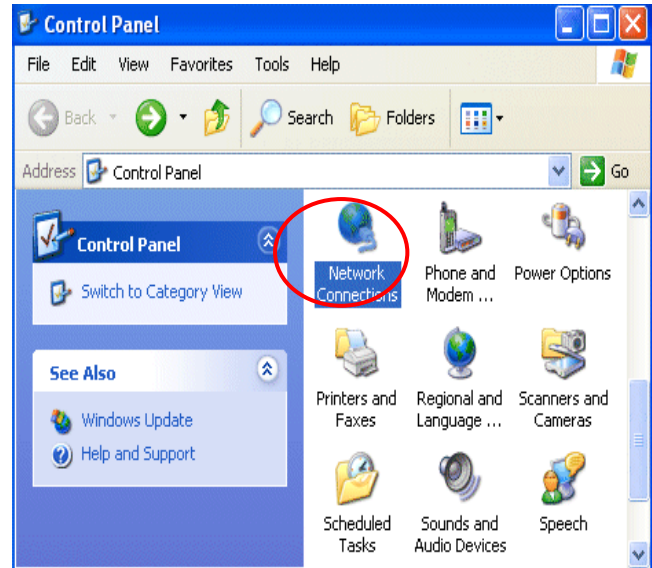 Control Panel
File Edit View Favorites Tools Help
Back Search Folders
Address Control Panel Go
Control Panel
Switch to Category View
See Also
Windows Update
Help and Support
Network
Connections
Phone and
Modem ...
Power Options
Printers and
Faxes
Regional and
Language ...
Scanners and
Cameras
Scheduled
Tasks
Sounds and
Audio Devices
Speech